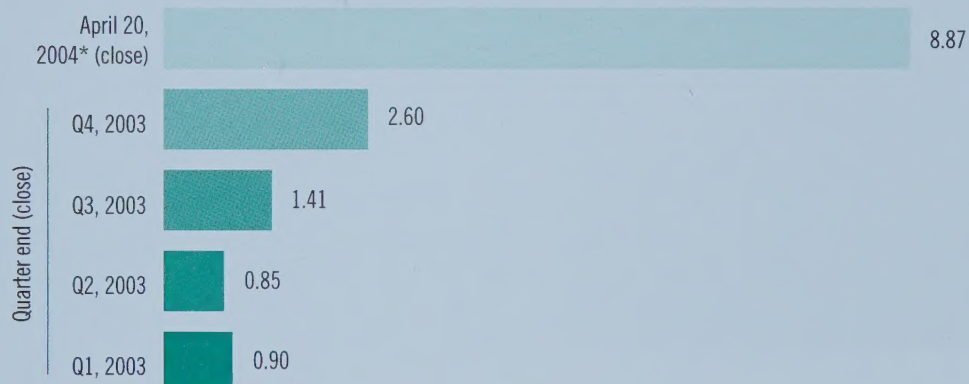 April 20,
2004* (close)
8.87
Quarter end (close)
Q4, 2003
2.60
Q3, 2003
1.41
Q2, 2003
0.85
Q1, 2003
0.90